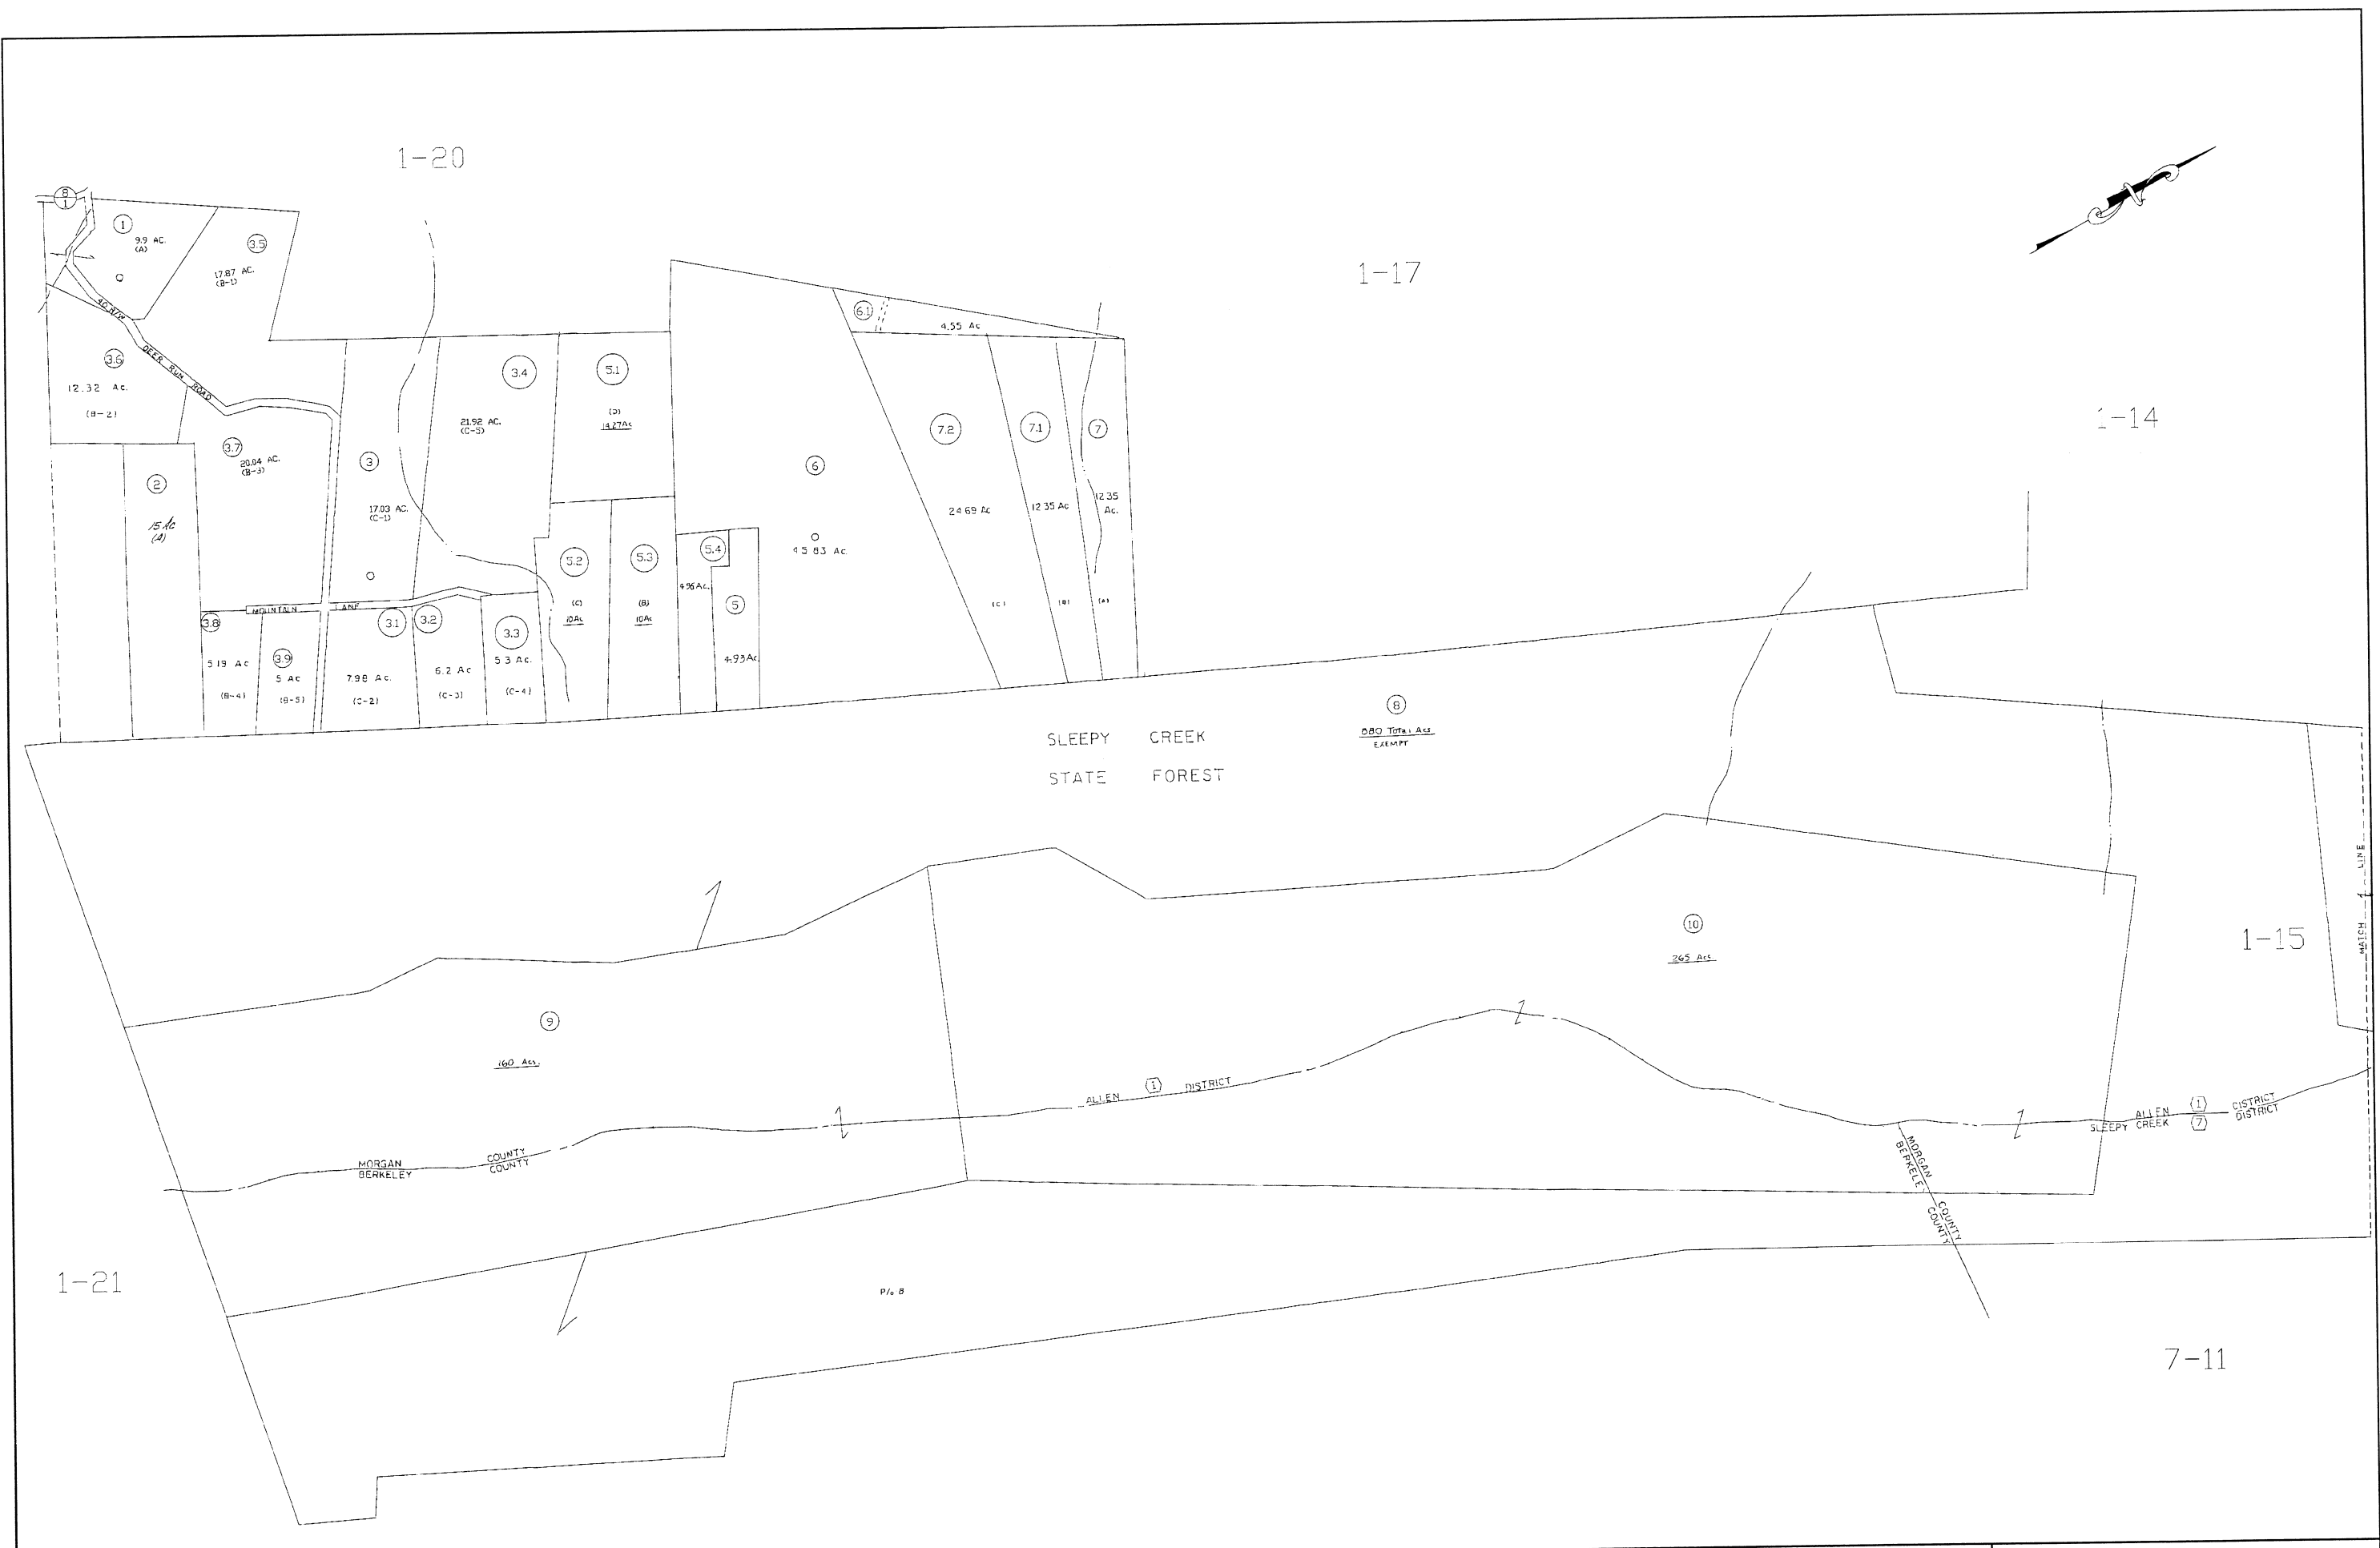 1-20
8
1
1
9.9 AC.
(A)
3.5
17.87 AC.
(B-1)
1-17
6.1
4.55 Ac
40 R/W
DEER RUN ROAD
3.6
12.32 Ac.
(B-2)
3.4
21.92 AC.
(C-5)
5.1
(D)
14.27Ac
1-14
7.2
24.69 Ac
(C)
7.1
12.35 Ac
(B)
7
12.35
Ac.
(A)
3.7
20.04 AC.
(B-3)
3
17.03 AC.
(C-1)
6
45.83 Ac.
2
15 Ac
(A)
5.2
(C)
10Ac
5.3
(B)
10Ac
5.4
4.96 Ac.
5
4.93Ac.
MOUNTAIN LANE
3.8
5.19 Ac
(B-4)
3.9
5 Ac
(B-5)
3.1
7.98 Ac.
(C-2)
3.2
6.2 Ac
(C-3)
3.3
5.3 Ac.
(C-4)
SLEEPY CREEK
STATE FOREST
8
880 Total Acs
EXEMPT
MATCH LINE
10
265 Acs
1-15
9
160 Acs.
ALLEN 1 DISTRICT
ALLEN 1 DISTRICT
SLEEPY CREEK 7 DISTRICT
MORGAN COUNTY
BERKELEY COUNTY
MORGAN COUNTY
BERKELEY COUNTY
1-21
P/o 8
7-11